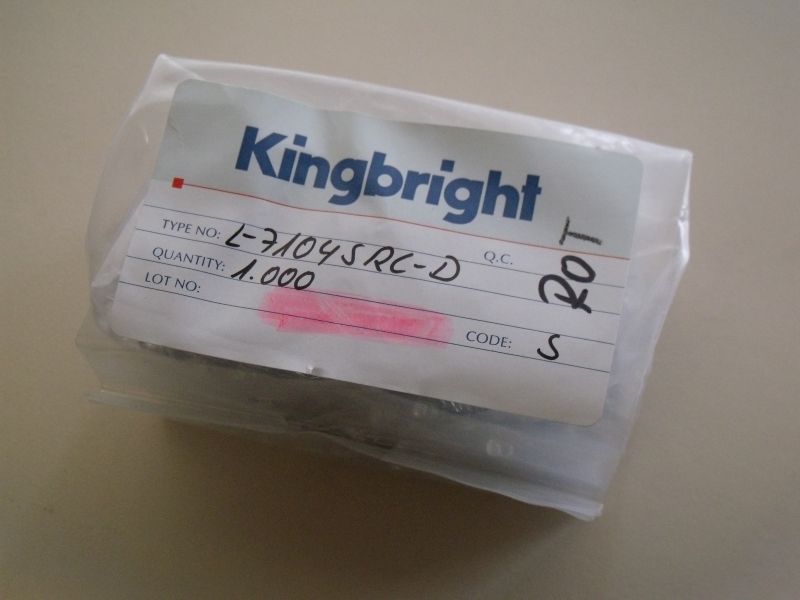 Kingbright
TYPE NO: L-7104SRC-D
Q.C.
QUANTITY: 1.000
LOT NO:
CODE: S
ROT